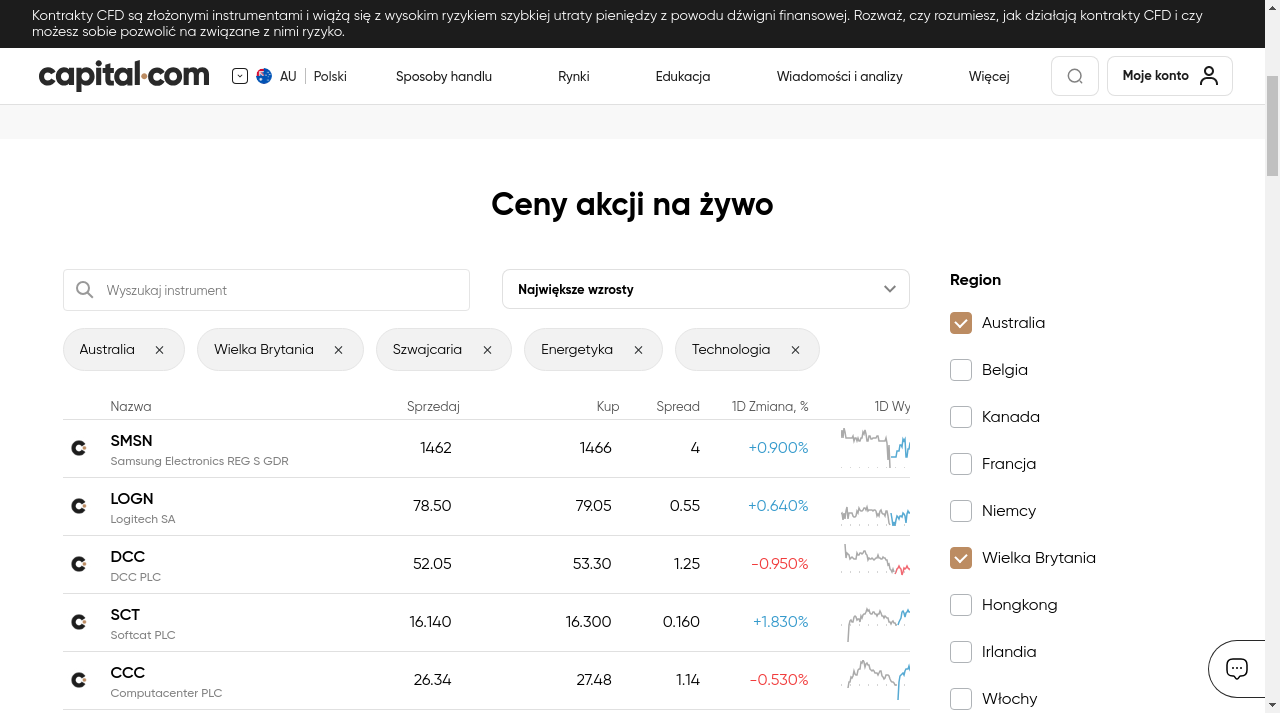 Kontrakty CFD są złożonymi instrumentami i wiążą się z wysokim ryzykiem szybkiej utraty pieniędzy z powodu dźwigni finansowej. Rozważ, czy rozumiesz, jak działają kontrakty CFD i czy
możesz sobie pozwolić na związane z nimi ryzyko.
capital.com AU Polski Sposoby handlu Rynki Edukacja Wiadomości i analizy Więcej Moje konto
Ceny akcji na żywo
Wyszukaj instrument Największe wzrosty
Australia Wielka Brytania Szwajcaria Energetyka Technologia
Nazwa Sprzedaj Kup Spread 1D Zmiana, % 1D Wy
SMSN 1462 1466 4 +0.900%
Samsung Electronics REG S GDR
LOGN 78.50 79.05 0.55 +0.640%
Logitech SA
DCC 52.05 53.30 1.25 -0.950%
DCC PLC
SCT 16.140 16.300 0.160 +1.830%
Softcat PLC
CCC 26.34 27.48 1.14 -0.530%
Computacenter PLC
Region
Australia
Belgia
Kanada
Francja
Niemcy
Wielka Brytania
Hongkong
Irlandia
Włochy